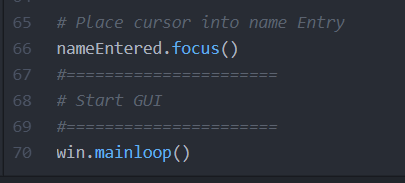 65 # Place cursor into name Entry
66 nameEntered.focus()
67 #======================
68 # Start GUI
69 #======================
70 win.mainloop()